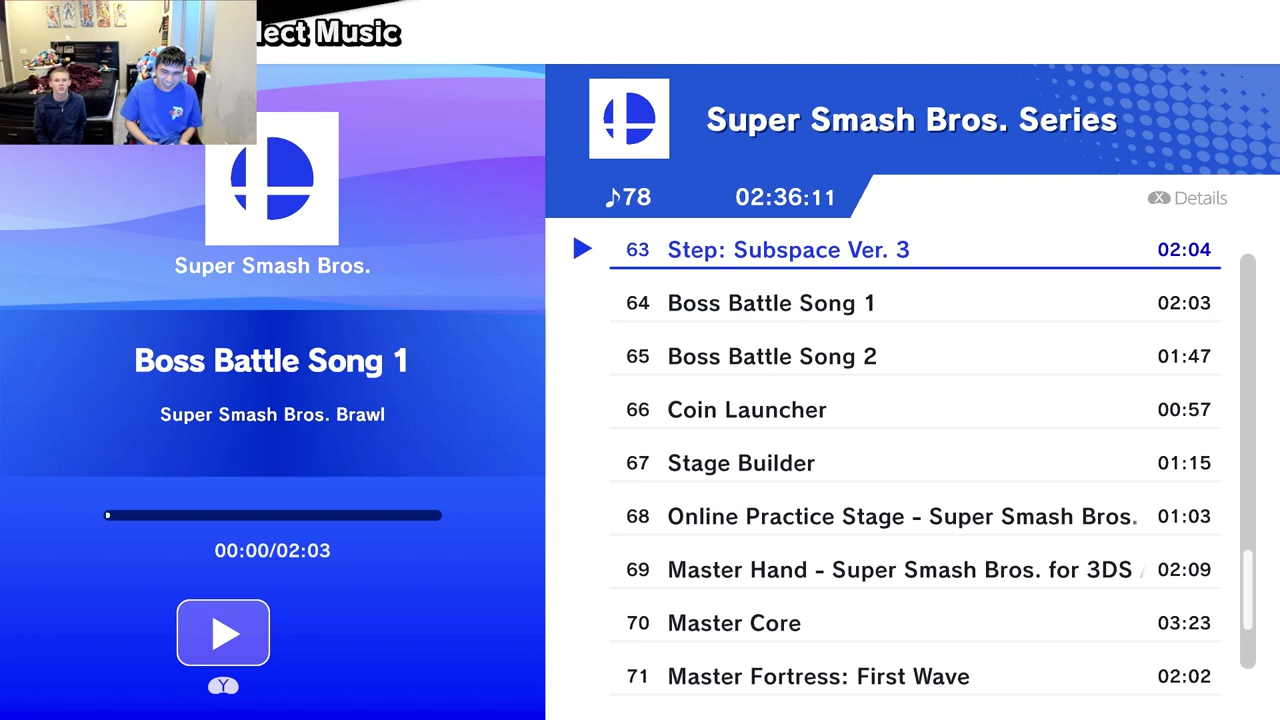 lect Music
Super Smash Bros.
Boss Battle Song 1
Super Smash Bros. Brawl
00:00/02:03
Y
Super Smash Bros. Series
♪78 02:36:11
X Details
63 Step: Subspace Ver. 3 02:04
64 Boss Battle Song 1 02:03
65 Boss Battle Song 2 01:47
66 Coin Launcher 00:57
67 Stage Builder 01:15
68 Online Practice Stage - Super Smash Bros. 01:03
69 Master Hand - Super Smash Bros. for 3DS / 02:09
70 Master Core 03:23
71 Master Fortress: First Wave 02:02